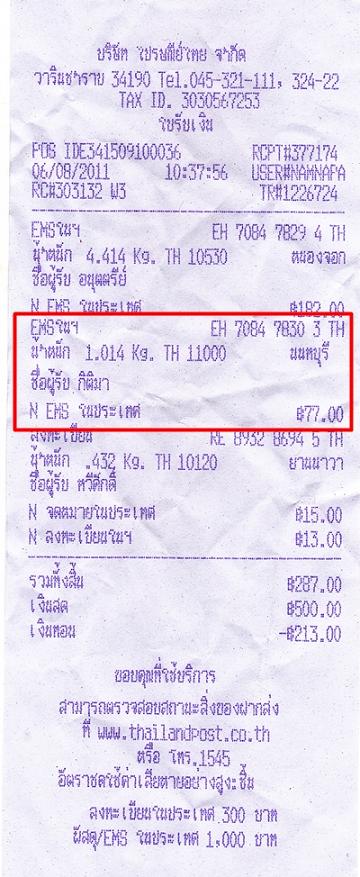 บริษัท ไปรษณีย์ไทย จำกัด
วารินชำราบ 34190 Tel.045-321-111, 324-22
TAX ID. 3030567253
ใบรับเงิน
POS IDE341509100036 RCPT#377174
06/08/2011 10:37:56 USER#NAMNAPA
RC#303132 W3 TR#1226724
EMSในฯ EH 7084 7829 4 TH
น้ำหนัก 4.414 Kg. TH 10530 หนองจอก
ชื่อผู้รับ อนุตตรีย์
N EMS ในประเทศ ฿182.00
EMSในฯ EH 7084 7830 3 TH
น้ำหนัก 1.014 Kg. TH 11000 นนทบุรี
ชื่อผู้รับ กิติมา
N EMS ในประเทศ ฿77.00
ลงทะเบียน RE 8932 8694 5 TH
น้ำหนัก .432 Kg. TH 10120 ยานนาวา
ชื่อผู้รับ ทวีศักดิ์
N จดหมายในประเทศ ฿15.00
N ลงทะเบียนในฯ ฿13.00
รวมทั้งสิ้น ฿287.00
เงินสด ฿500.00
เงินทอน -฿213.00
ขอบคุณที่ใช้บริการ
สามารถตรวจสอบสถานะสิ่งของฝากส่ง
ที่ www.thailandpost.co.th
หรือ โทร.1545
อัตราชดใช้ค่าเสียหายอย่างสูง:ชิ้น
ลงทะเบียนในประเทศ 300 บาท
พัสดุ/EMS ในประเทศ 1,000 บาท